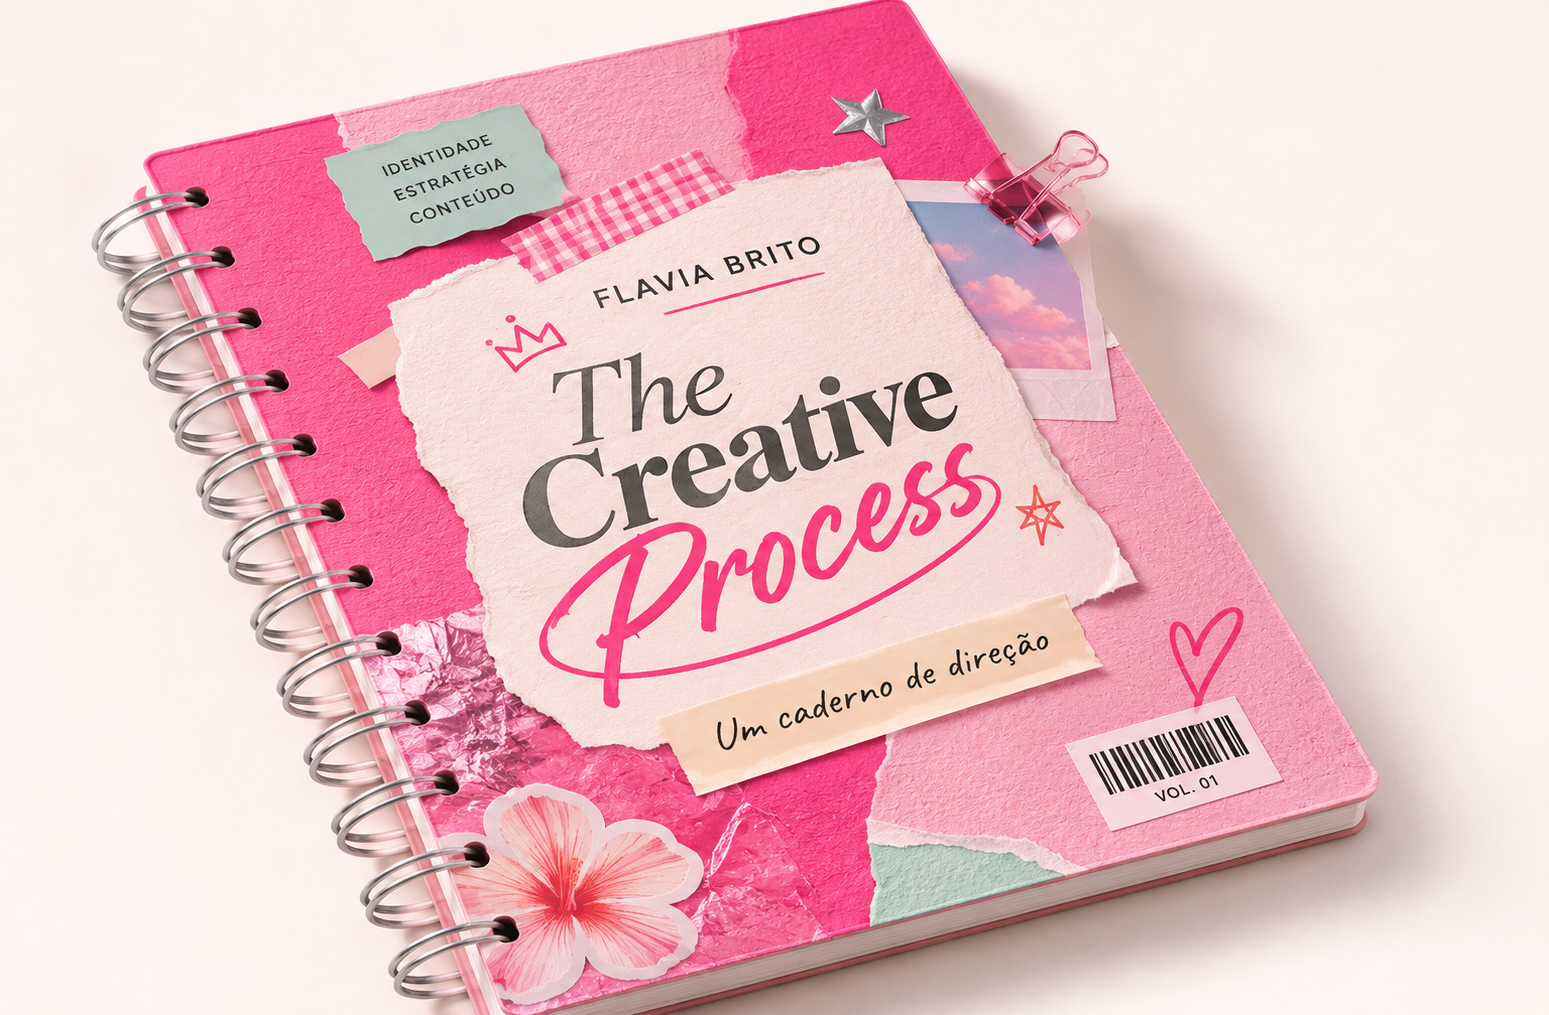 IDENTIDADE
ESTRATÉGIA
CONTEÚDO
FLAVIA BRITO
The
Creative
Process
Um caderno de direção
VOL. 01